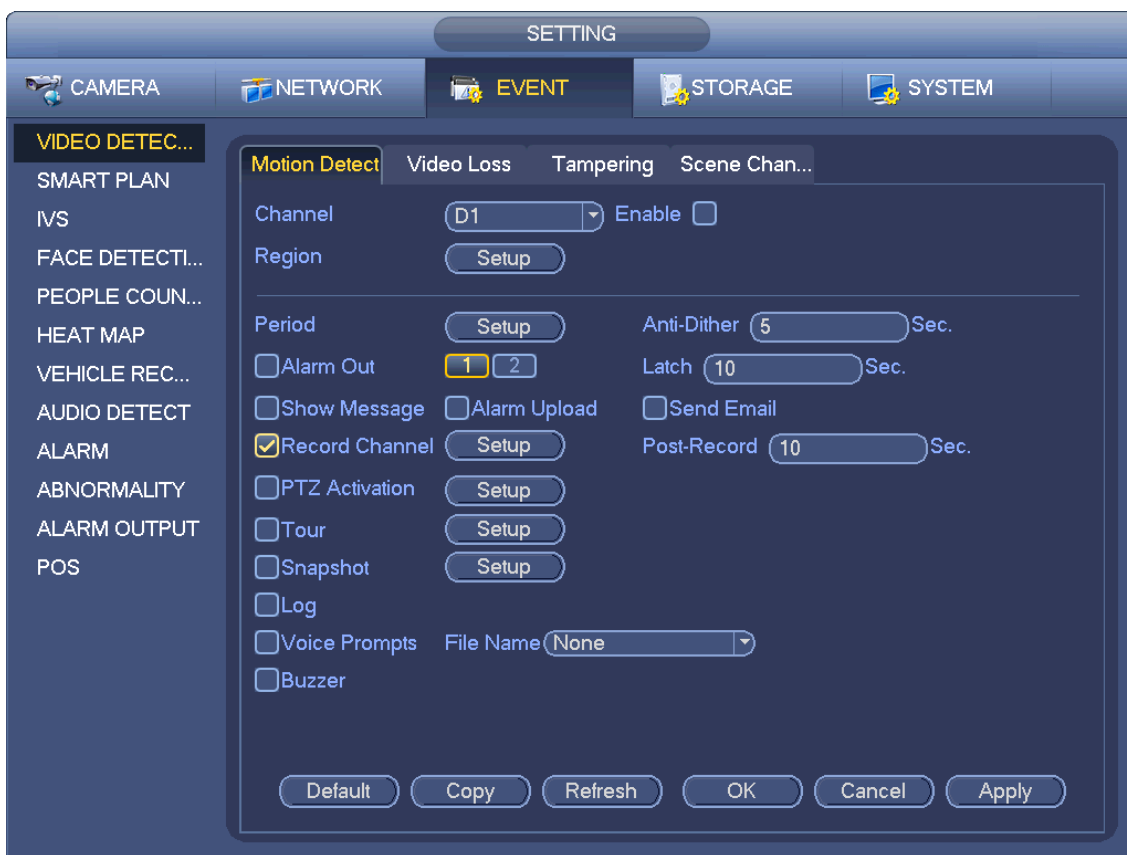 SETTING
CAMERA NETWORK EVENT STORAGE SYSTEM
VIDEO DETEC...
SMART PLAN
IVS
FACE DETECTI...
PEOPLE COUN...
HEAT MAP
VEHICLE REC...
AUDIO DETECT
ALARM
ABNORMALITY
ALARM OUTPUT
POS
Motion Detect Video Loss Tampering Scene Chan...
Channel D1 Enable
Region Setup
Period Setup Anti-Dither 5 Sec.
Alarm Out 1 2 Latch 10 Sec.
Show Message Alarm Upload Send Email
Record Channel Setup Post-Record 10 Sec.
PTZ Activation Setup
Tour Setup
Snapshot Setup
Log
Voice Prompts File Name None
Buzzer
Default Copy Refresh OK Cancel Apply